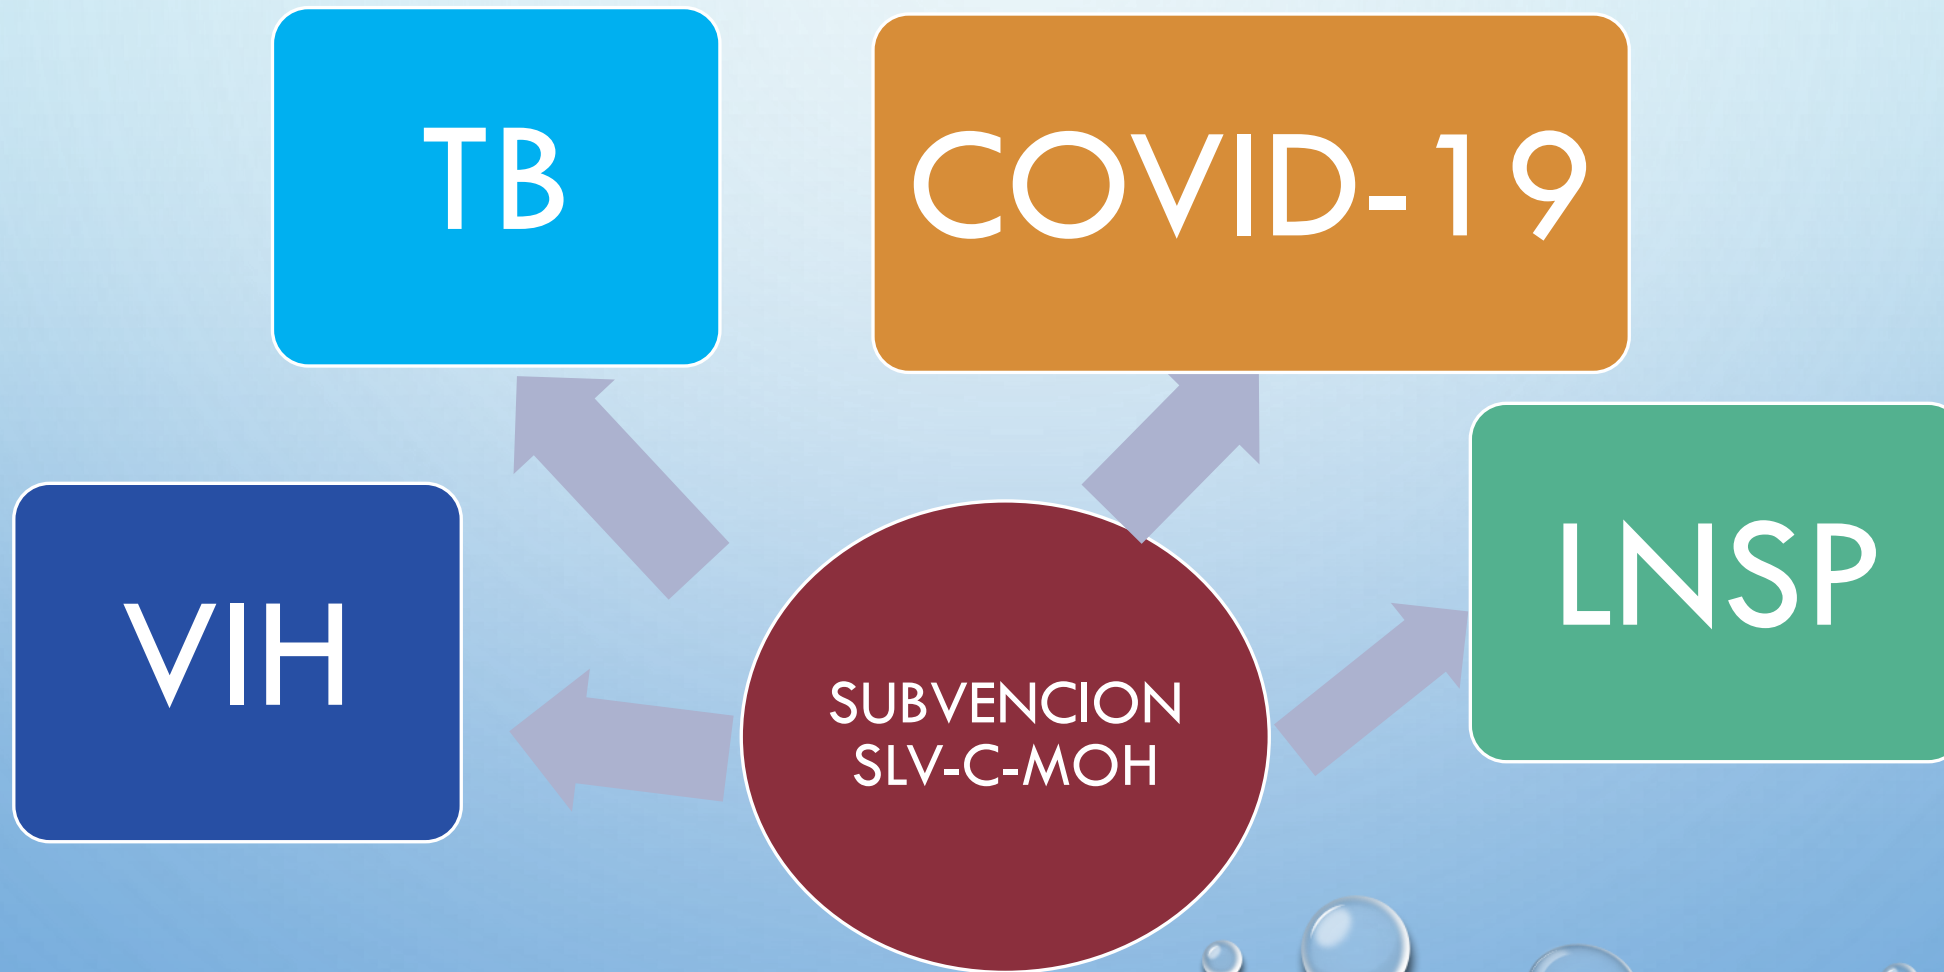 TB
COVID-19
LNSP
VIH
SUBVENCION
SLV-C-MOH